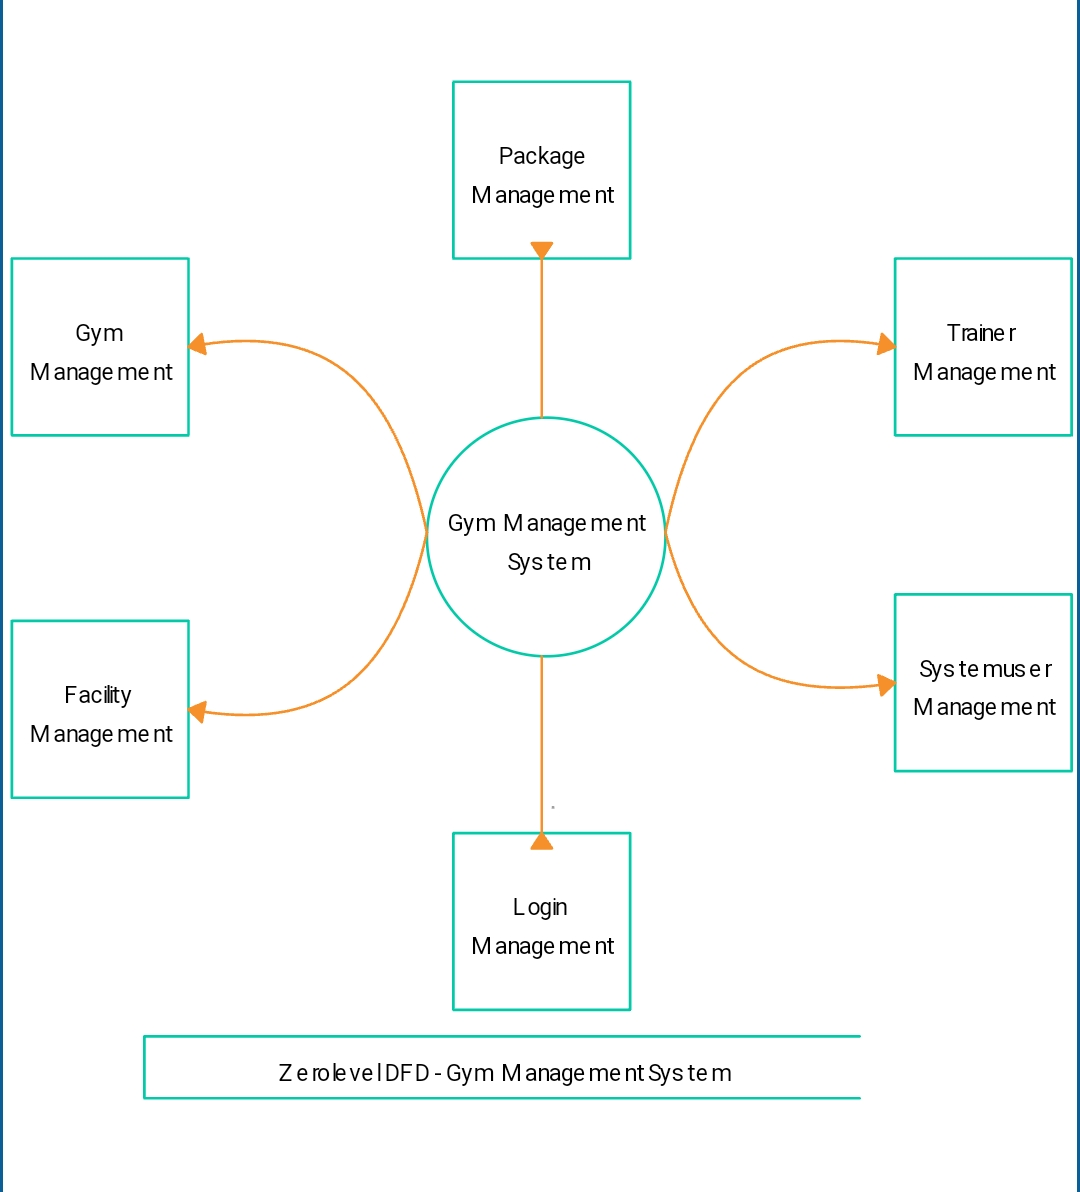 Package
Management
Gym
Management
Trainer
Management
Gym Management
System
Facility
Management
Systemuser
Management
Login
Management
Zerolevel DFD - Gym Management System